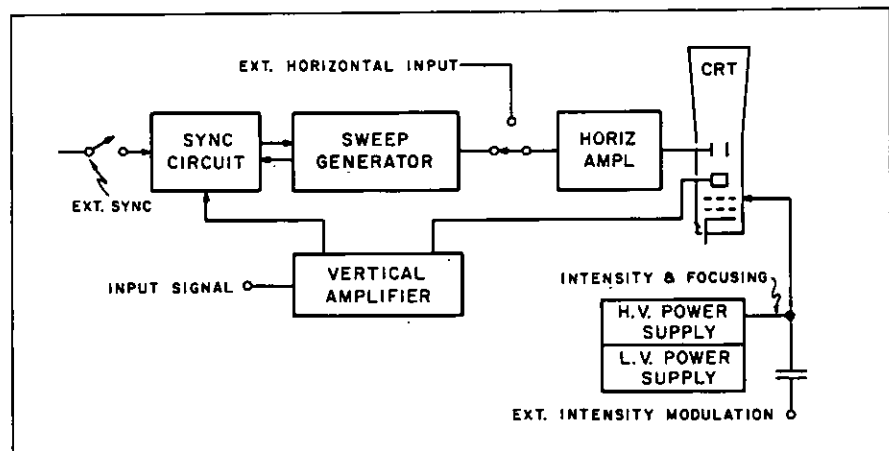 EXT. HORIZONTAL INPUT
CRT
SYNC
CIRCUIT
SWEEP
GENERATOR
HORIZ
AMPL
EXT. SYNC
INPUT SIGNAL
VERTICAL
AMPLIFIER
INTENSITY & FOCUSING
H.V. POWER
SUPPLY
L.V. POWER
SUPPLY
EXT. INTENSITY MODULATION